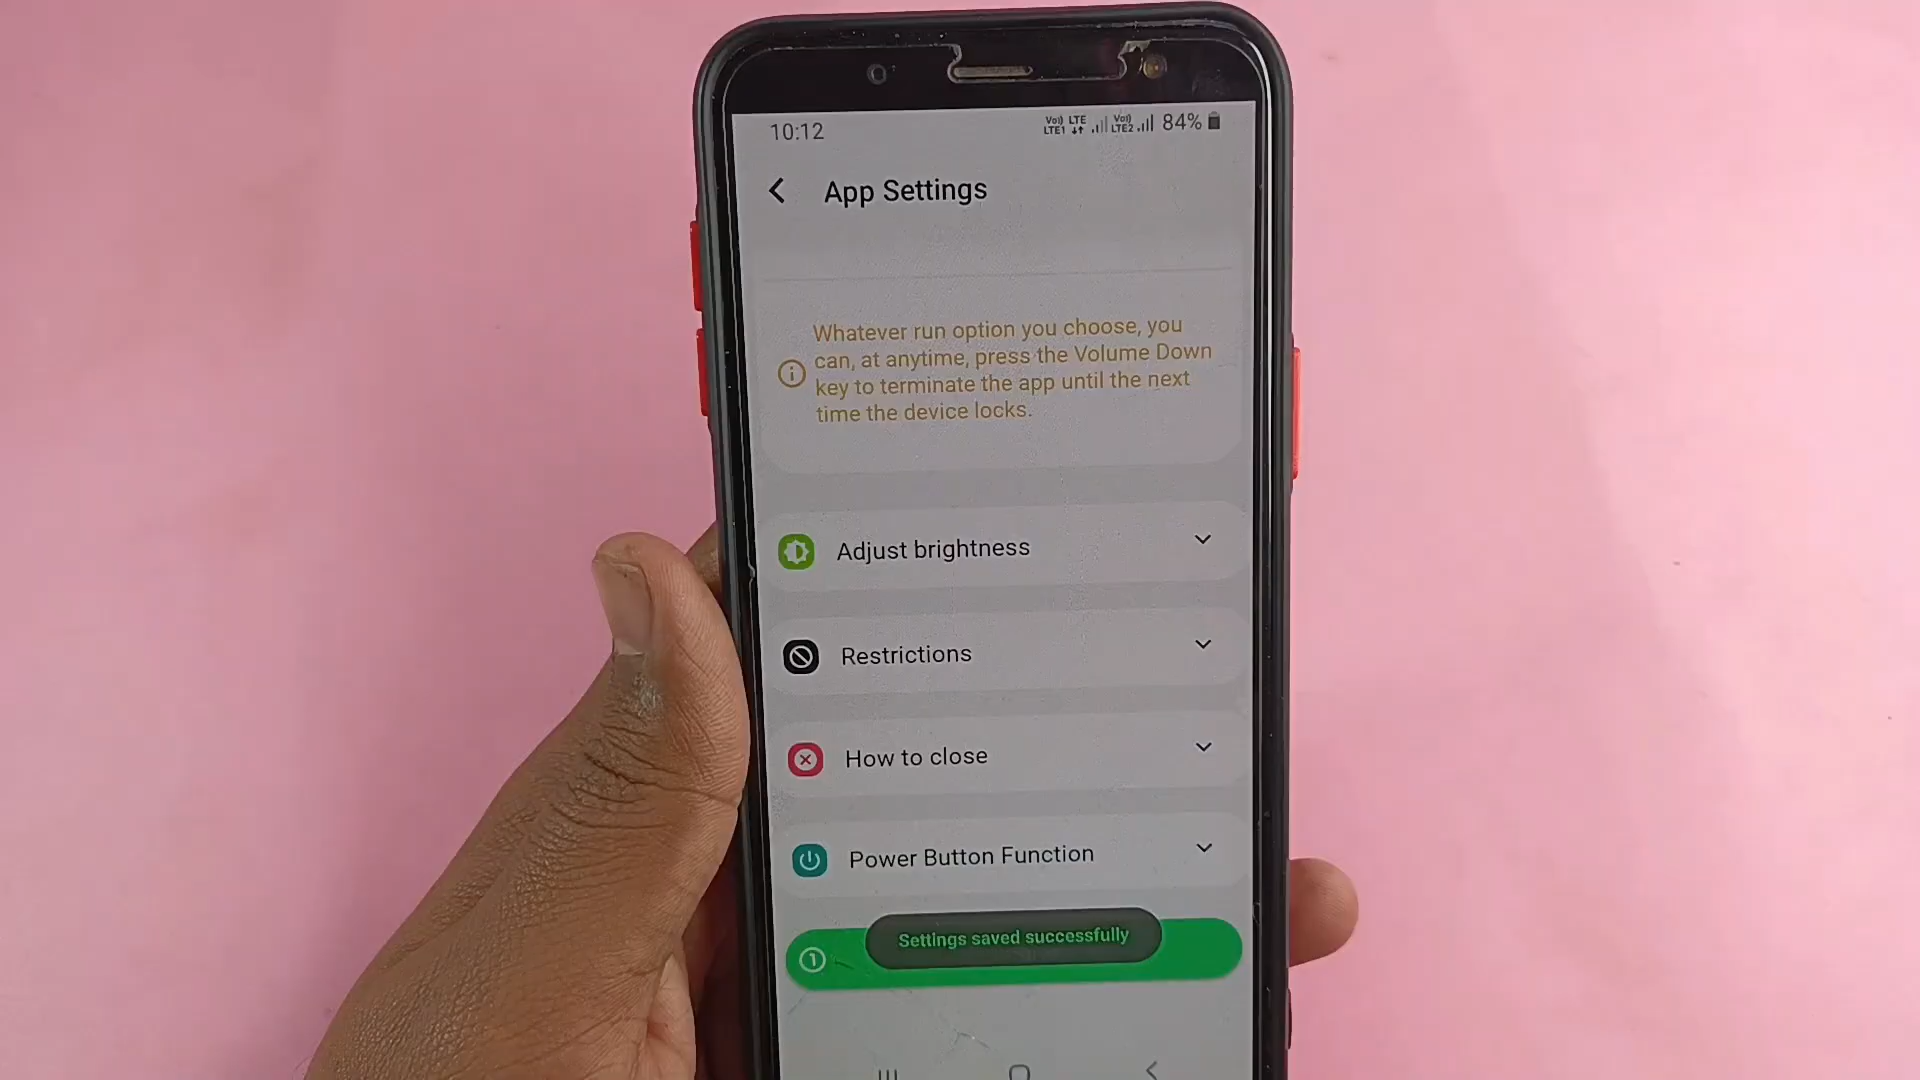 10:12
Vo) LTE
LTE1
Vo)
LTE2
84%
App Settings
Whatever run option you choose, you
can, at anytime, press the Volume Down
key to terminate the app until the next
time the device locks.
Adjust brightness
Restrictions
How to close
Power Button Function
Settings saved successfully